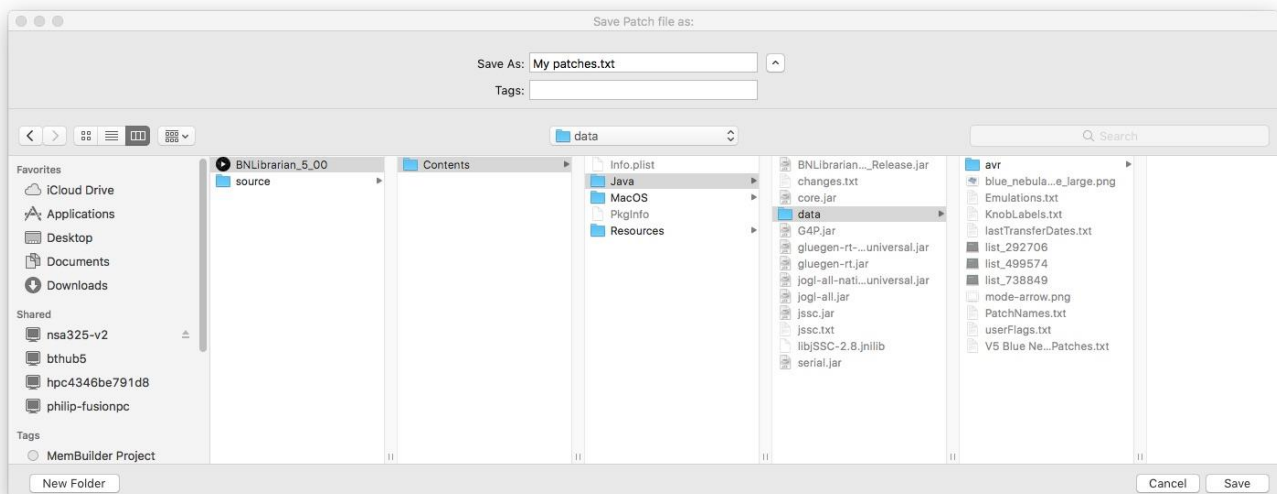 Save Patch file as:
Save As: My patches.txt
Tags:
data
Search
Favorites
iCloud Drive
Applications
Desktop
Documents
Downloads
Shared
nsa325-v2
bthub5
hpc4346be791d8
philip-fusionpc
Tags
MemBuilder Project
BNLibrarian_5_00
source
Contents
Info.plist
Java
MacOS
PkgInfo
Resources
BNLibrarian..._Release.jar
changes.txt
core.jar
data
G4P.jar
gluegen-rt-...universal.jar
gluegen-rt.jar
jogl-all-nati...universal.jar
jogl-all.jar
jssc.jar
jssc.txt
libjSSC-2.8.jnilib
serial.jar
avr
blue_nebula...e_large.png
Emulations.txt
KnobLabels.txt
lastTransferDates.txt
list_292706
list_499574
list_738849
mode-arrow.png
PatchNames.txt
userFlags.txt
V5 Blue Ne...Patches.txt
New Folder
Cancel
Save